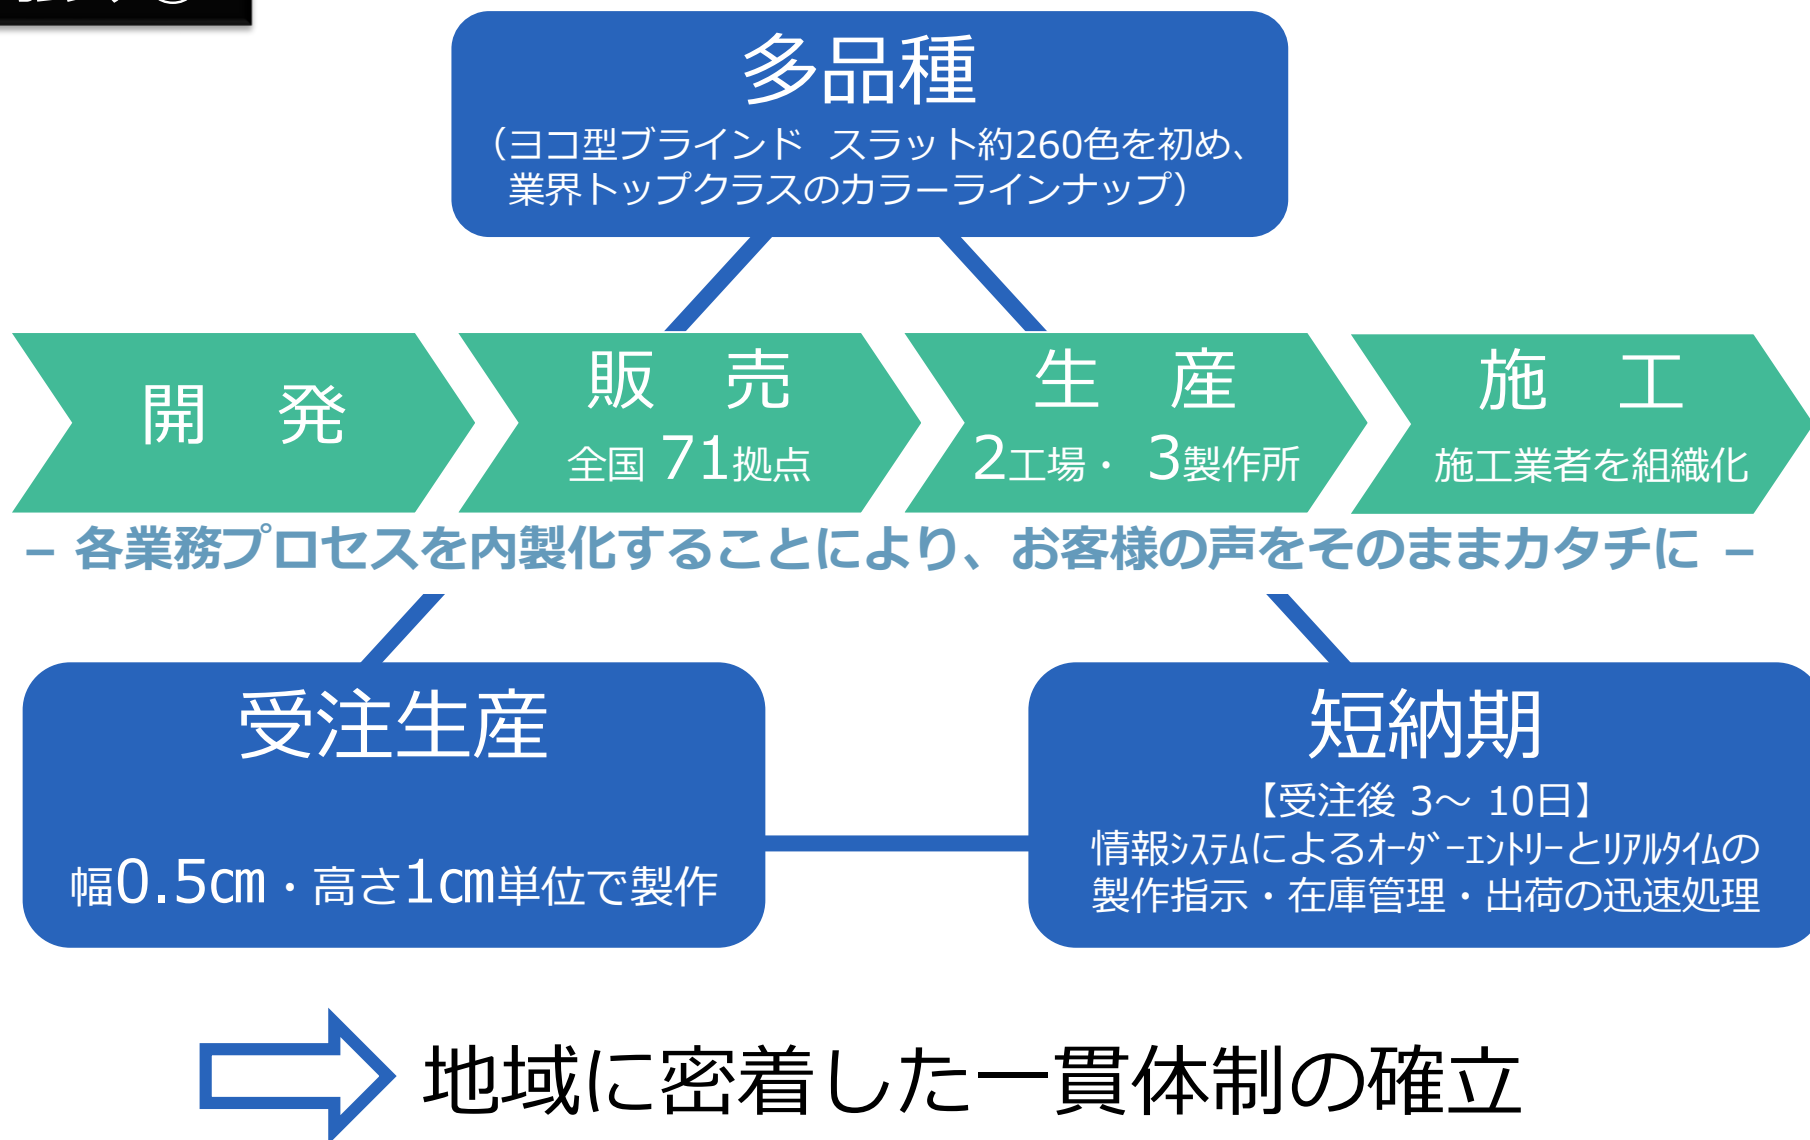 多品種
（ヨコ型ブラインド　スラット約260色を初め、
業界トップクラスのカラーラインナップ）
開　発
販　売
全国 71拠点
生　産
2工場・ 3製作所
施　工
施工業者を組織化
– 各業務プロセスを内製化することにより、お客様の声をそのままカタチに –
受注生産
幅0.5㎝・高さ1㎝単位で製作
短納期
【受注後 3～ 10日】
情報ｼｽﾃﾑによるｵｰﾀﾞｰｴﾝﾄﾘｰとﾘｱﾙﾀｲﾑの
製作指示・在庫管理・出荷の迅速処理
地域に密着した一貫体制の確立